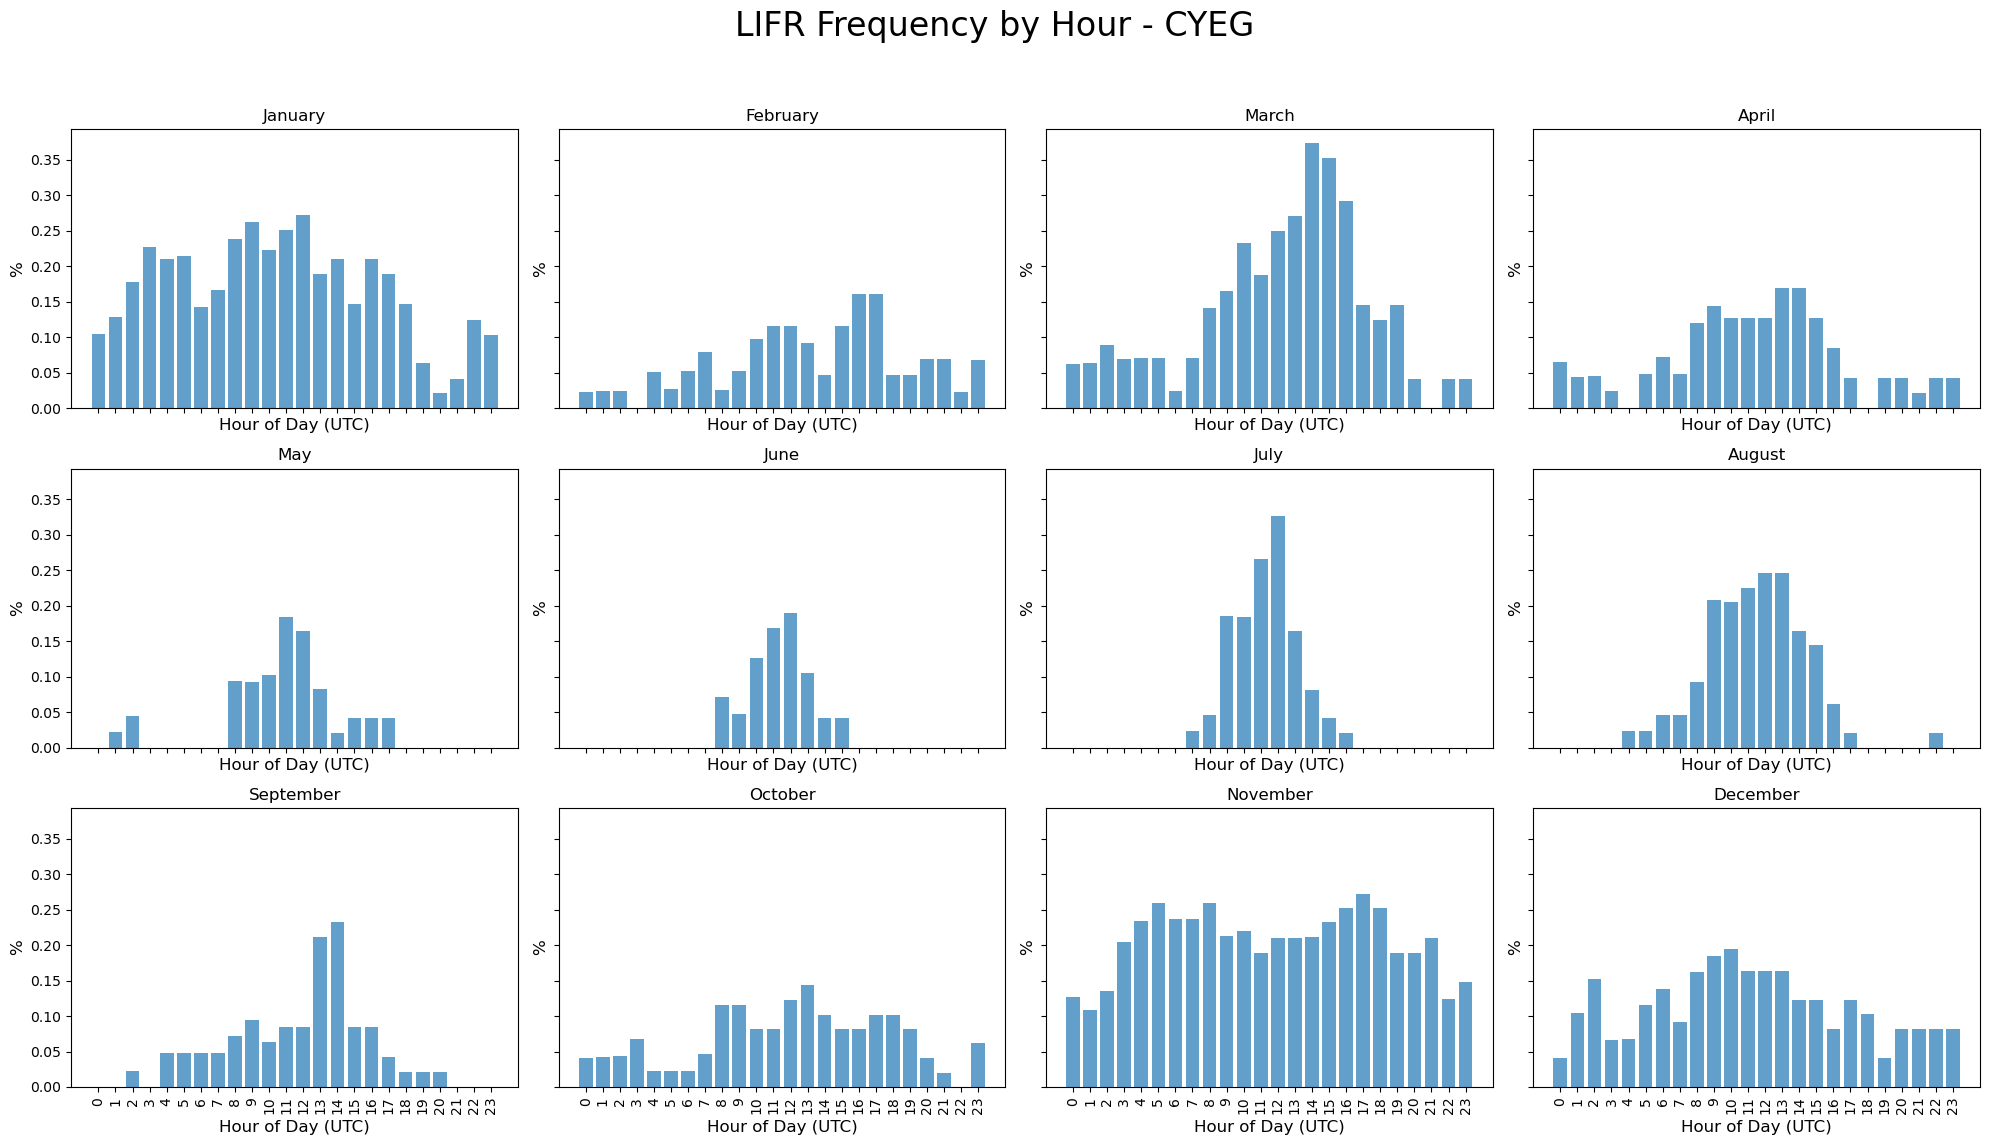 LIFR Frequency by Hour - CYEG
January
February
March
April
0.35
0.30
0.25
0.20
0.15
0.10
0.05
0.00
%
%
%
%
Hour of Day (UTC)
Hour of Day (UTC)
Hour of Day (UTC)
Hour of Day (UTC)
May
June
July
August
0.35
0.30
0.25
0.20
0.15
0.10
0.05
0.00
%
%
%
%
Hour of Day (UTC)
Hour of Day (UTC)
Hour of Day (UTC)
Hour of Day (UTC)
September
October
November
December
0.35
0.30
0.25
0.20
0.15
0.10
0.05
0.00
%
%
%
%
0 1 2 3 4 5 6 7 8 9 10 11 12 13 14 15 16 17 18 19 20 21 22 23
0 1 2 3 4 5 6 7 8 9 10 11 12 13 14 15 16 17 18 19 20 21 22 23
0 1 2 3 4 5 6 7 8 9 10 11 12 13 14 15 16 17 18 19 20 21 22 23
0 1 2 3 4 5 6 7 8 9 10 11 12 13 14 15 16 17 18 19 20 21 22 23
Hour of Day (UTC)
Hour of Day (UTC)
Hour of Day (UTC)
Hour of Day (UTC)